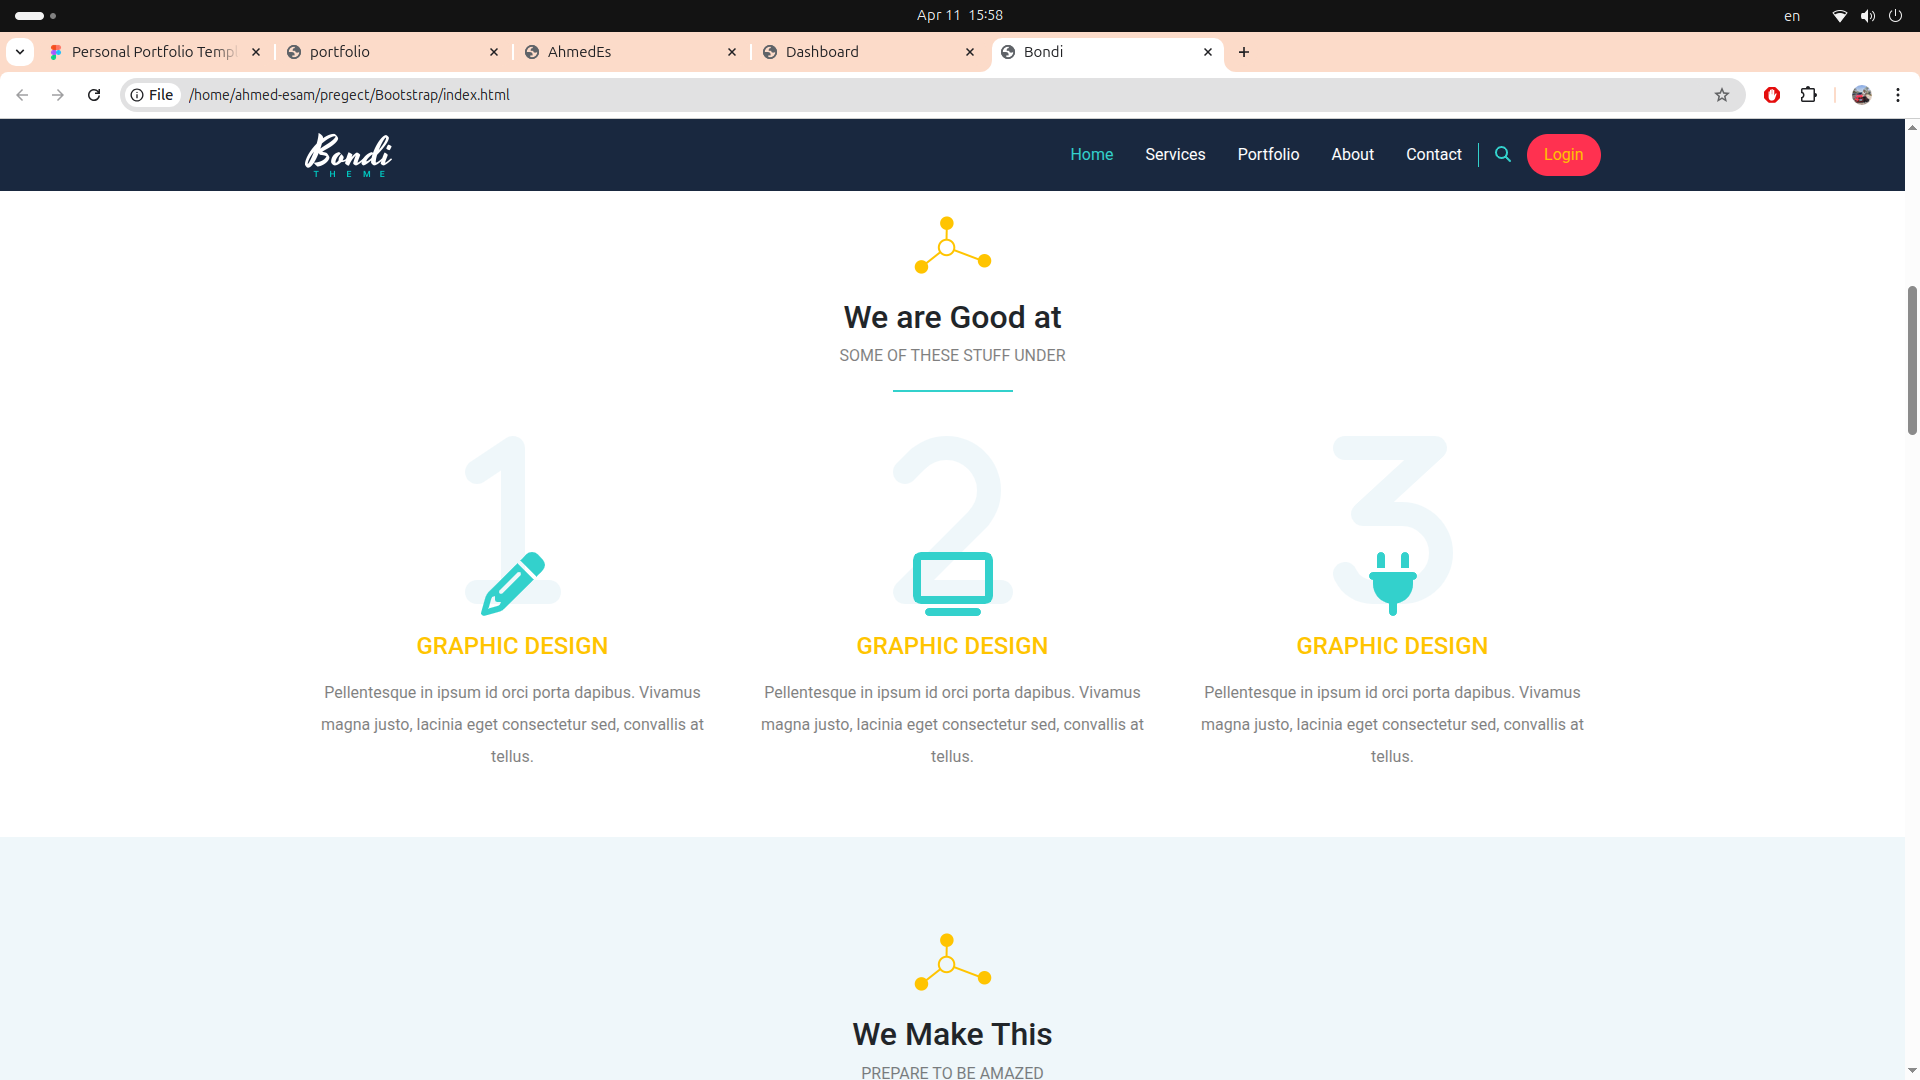 Apr 11 15:58
en
Personal Portfolio Templ
portfolio
AhmedEs
Dashboard
Bondi
File /home/ahmed-esam/pregect/Bootstrap/index.html
Bondi
THEME
Home Services Portfolio About Contact Login
We are Good at
SOME OF THESE STUFF UNDER
1
GRAPHIC DESIGN
Pellentesque in ipsum id orci porta dapibus. Vivamus
magna justo, lacinia eget consectetur sed, convallis at
tellus.
2
GRAPHIC DESIGN
Pellentesque in ipsum id orci porta dapibus. Vivamus
magna justo, lacinia eget consectetur sed, convallis at
tellus.
3
GRAPHIC DESIGN
Pellentesque in ipsum id orci porta dapibus. Vivamus
magna justo, lacinia eget consectetur sed, convallis at
tellus.
We Make This
PREPARE TO BE AMAZED